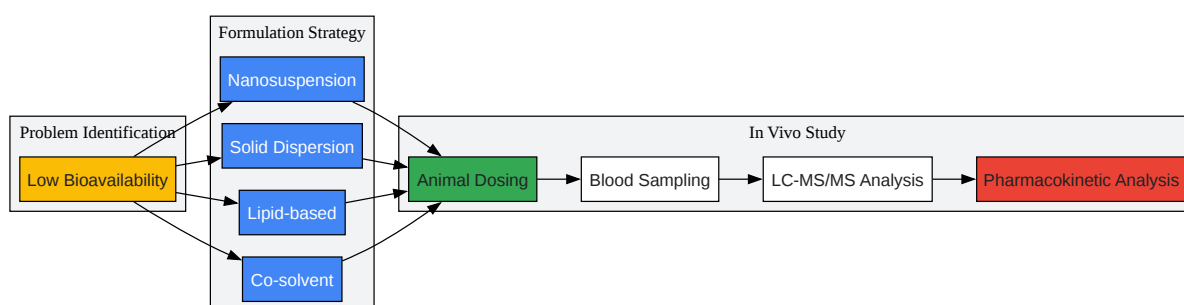 Formulation Strategy
Nanosuspension
Problem Identification
In Vivo Study
Solid Dispersion
Low Bioavailability
Animal Dosing
Blood Sampling
LC-MS/MS Analysis
Pharmacokinetic Analysis
Lipid-based
Co-solvent